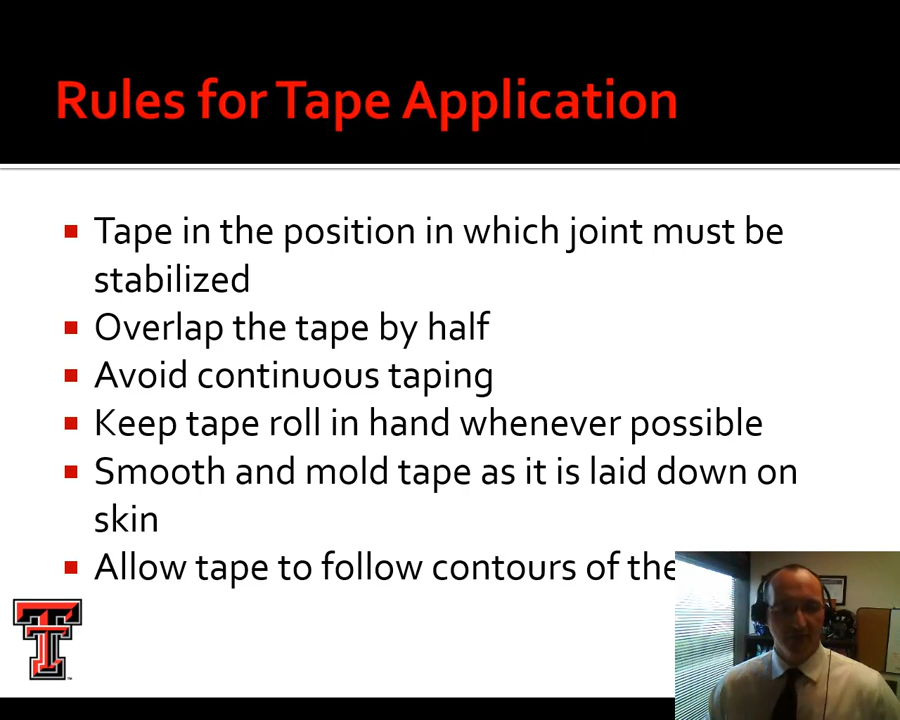 Rules for Tape Application
Tape in the position in which joint must be
stabilized
Overlap the tape by half
Avoid continuous taping
Keep tape roll in hand whenever possible
Smooth and mold tape as it is laid down on
skin
Allow tape to follow contours of the